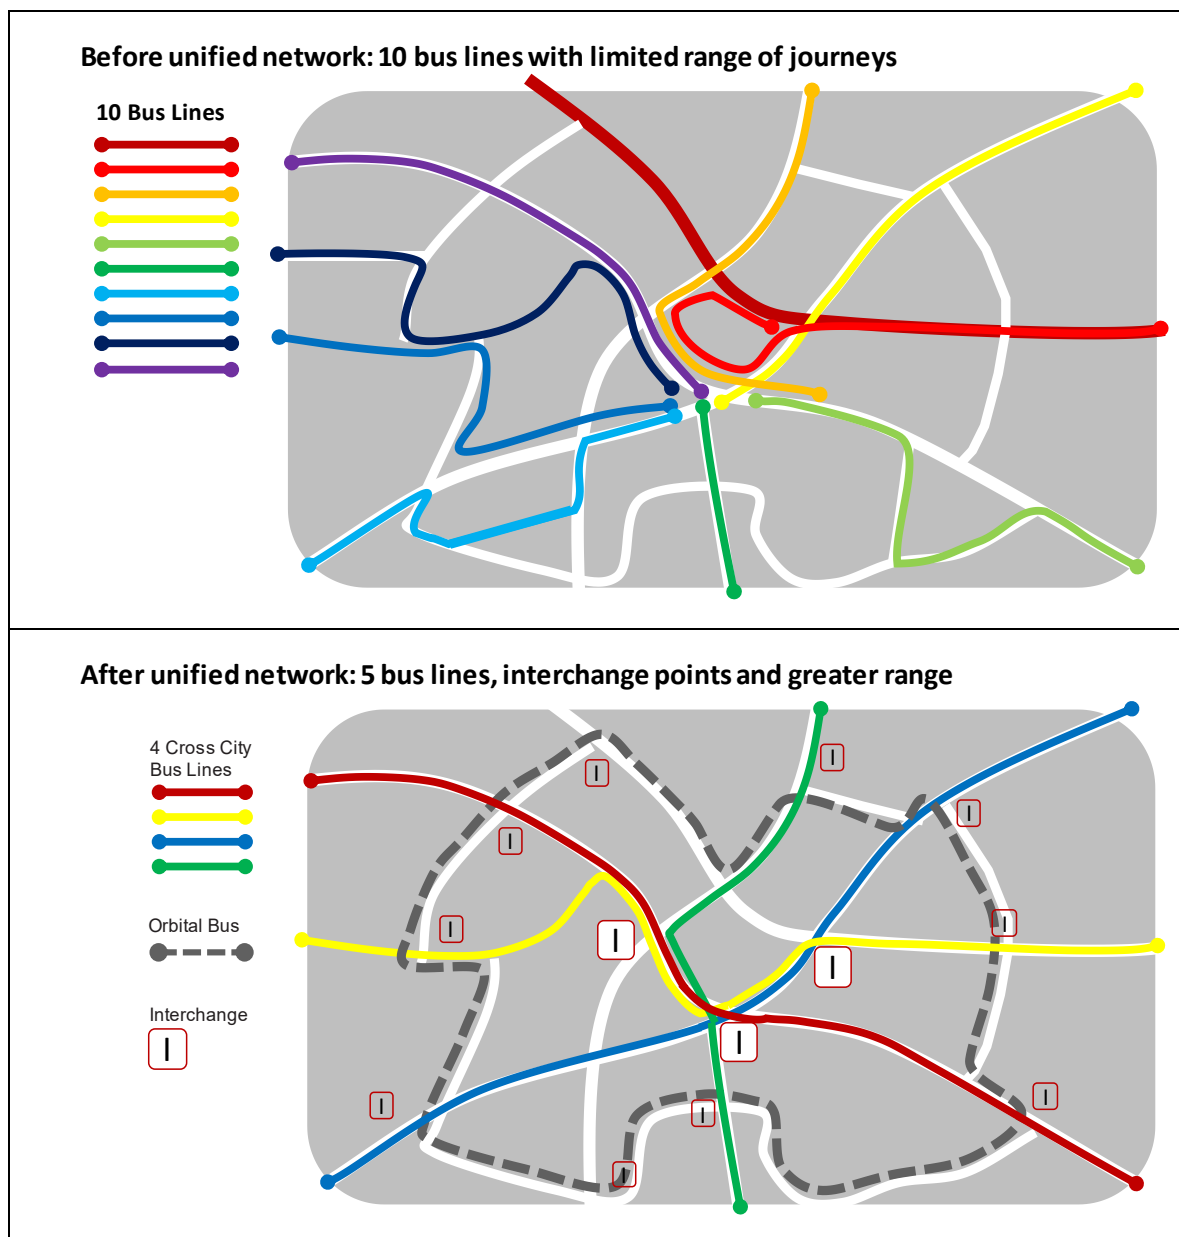 Before unified network: 10 bus lines with limited range of journeys
10 Bus Lines
After unified network: 5 bus lines, interchange points and greater range
4 Cross City
Bus Lines
Orbital Bus
Interchange
I
I
I
I
I
I
I
I
I
I
I
I
I
I